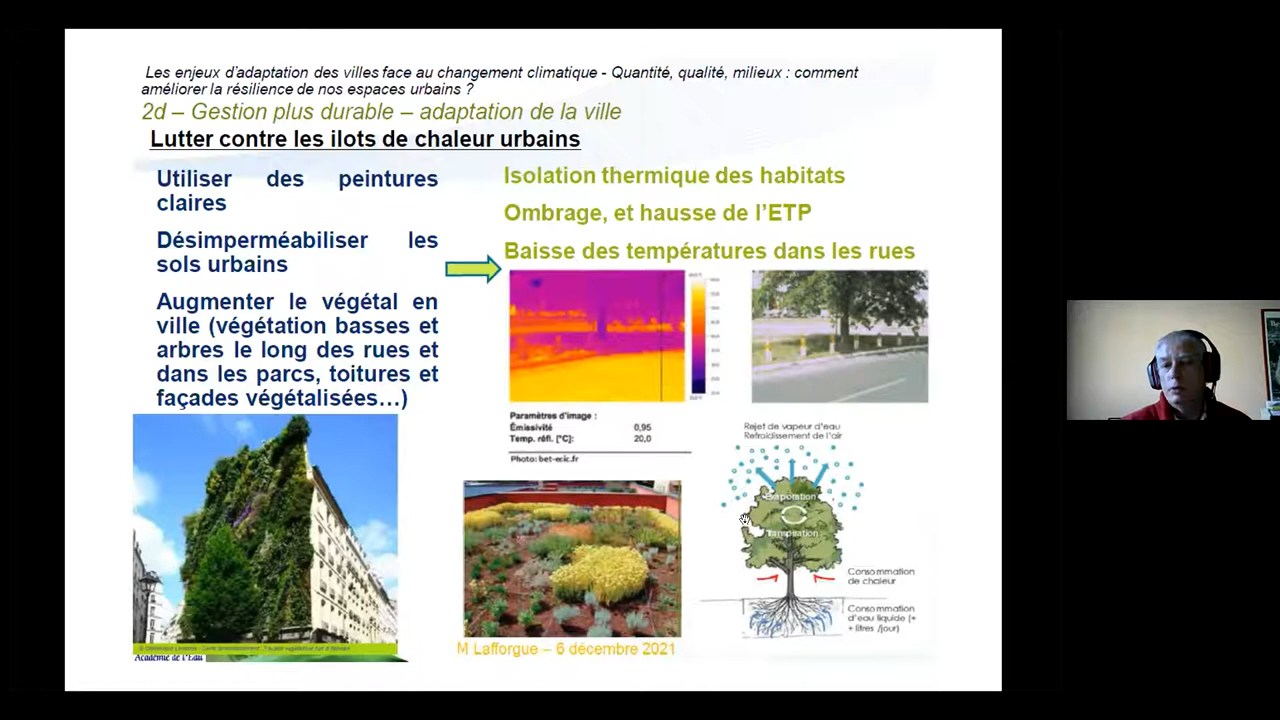 Les enjeux d'adaptation des villes face au changement climatique - Quantité, qualité, milieux : comment
améliorer la résilience de nos espaces urbains ?
2d – Gestion plus durable – adaptation de la ville
Lutter contre les ilots de chaleur urbains
Utiliser des peintures
claires
Désimperméabiliser les
sols urbains
Augmenter le végétal en
ville (végétation basses et
arbres le long des rues et
dans les parcs, toitures et
façades végétalisées…)
Isolation thermique des habitats
Ombrage, et hausse de l'ETP
Baisse des températures dans les rues
Paramètres d'image :
Émissivité 0,95
Temp. réfl. [°C]: 20,0
Photo: bet-ecic.fr
Rejet de vapeur d'eau
Refroidissement de l'air
Evaporation
Transpiration
Consommation
de chaleur
Consommation
d'eau liquide (+
+ litres /jour)
Académie de l'Eau
M Lafforgue – 6 décembre 2021